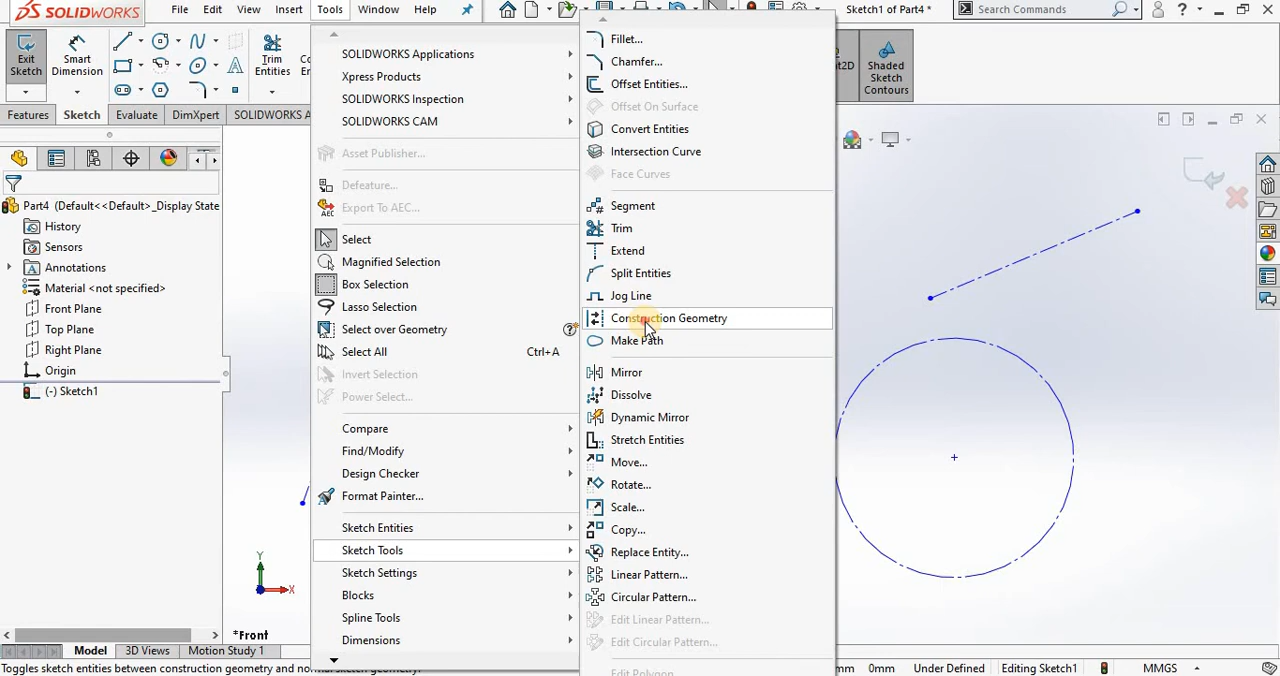 SOLIDWORKS
File
Edit
View
Insert
Tools
Window
Help
Sketch1 of Part4 *
Search Commands
?
Exit
Sketch
Smart
Dimension
Trim
Entities
Shaded
Sketch
Contours
Features
Sketch
Evaluate
DimXpert
SOLIDWORKS A
Part4 (Default<<Default>_Display State
History
Sensors
Annotations
Material <not specified>
Front Plane
Top Plane
Right Plane
Origin
(-) Sketch1
SOLIDWORKS Applications
Xpress Products
SOLIDWORKS Inspection
SOLIDWORKS CAM
Asset Publisher...
Defeature...
Export To AEC...
Select
Magnified Selection
Box Selection
Lasso Selection
Select over Geometry
Select All Ctrl+A
Invert Selection
Power Select...
Compare
Find/Modify
Design Checker
Format Painter...
Sketch Entities
Sketch Tools
Sketch Settings
Blocks
Spline Tools
Dimensions
Fillet...
Chamfer...
Offset Entities...
Offset On Surface
Convert Entities
Intersection Curve
Face Curves
Segment
Trim
Extend
Split Entities
Jog Line
Construction Geometry
Make Path
Mirror
Dissolve
Dynamic Mirror
Stretch Entities
Move...
Rotate...
Scale...
Copy...
Replace Entity...
Linear Pattern...
Circular Pattern...
Edit Linear Pattern...
Edit Circular Pattern...
Edit Polygon
Y
X
*Front
Model
3D Views
Motion Study 1
Toggles sketch entities between construction geometry and normal sketch geometry.
0mm
Under Defined
Editing Sketch1
MMGS